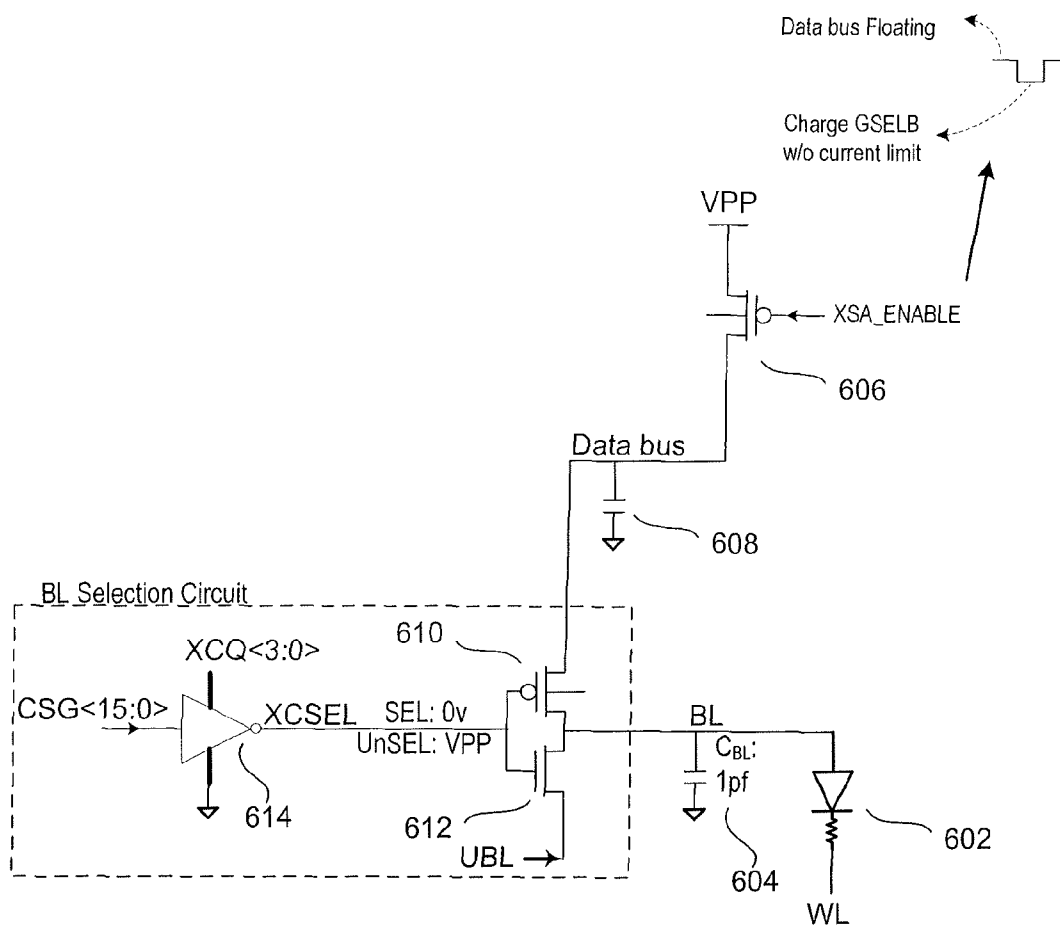 Data bus Floating
Charge GSELB
w/o current limit
VPP
XSA_ENABLE
606
Data bus
608
BL Selection Circuit
610
XCQ<3:0>
CSG<15:0>
XCSEL
SEL: 0v
UnSEL: VPP
BL
CBL:
1pf
614
612
602
604
UBL
WL